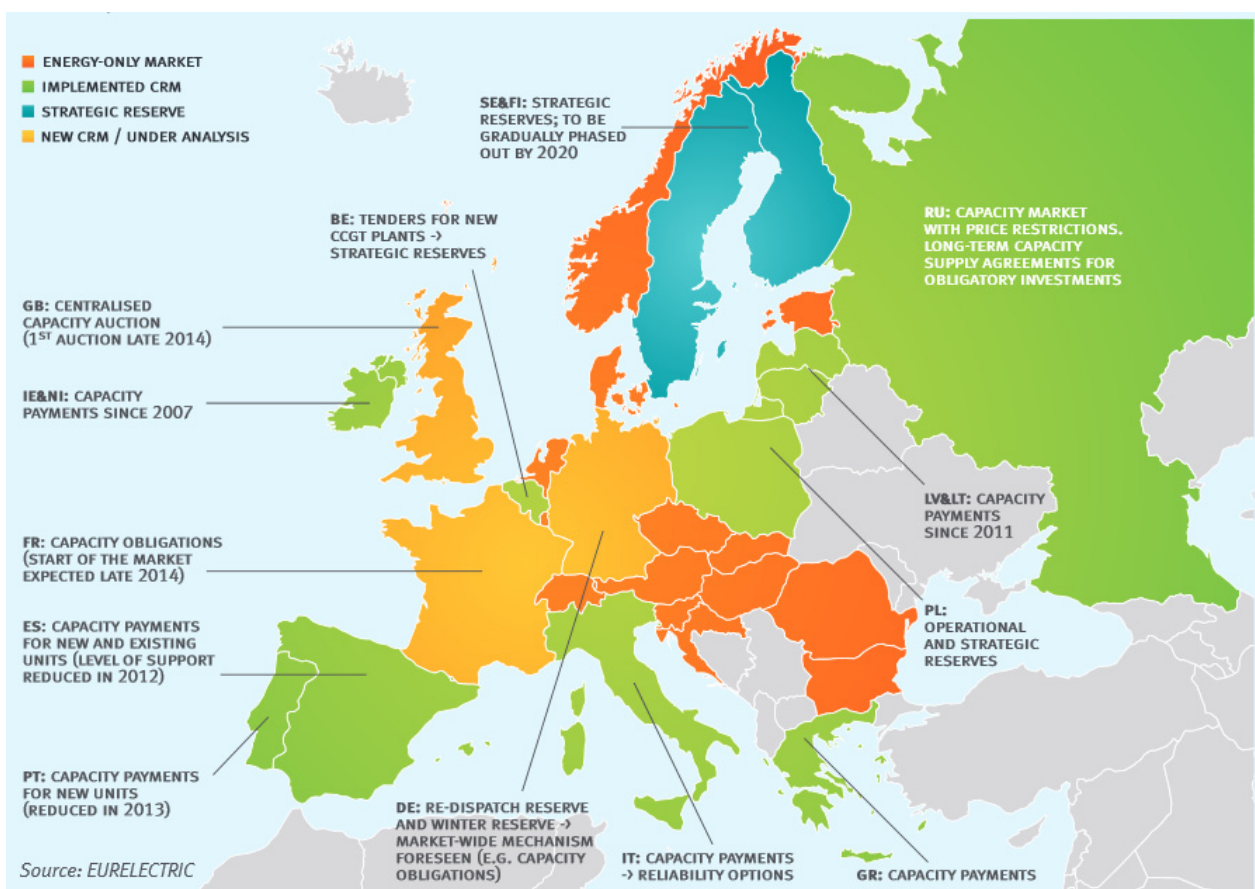 ENERGY-ONLY MARKET
IMPLEMENTED CRM
STRATEGIC RESERVE
NEW CRM / UNDER ANALYSIS
SE&FI: STRATEGIC
RESERVES; TO BE
GRADUALLY PHASED
OUT BY 2020
BE: TENDERS FOR NEW
CCGT PLANTS ->
STRATEGIC RESERVES
RU: CAPACITY MARKET
WITH PRICE RESTRICTIONS.
LONG-TERM CAPACITY
SUPPLY AGREEMENTS FOR
OBLIGATORY INVESTMENTS
GB: CENTRALISED
CAPACITY AUCTION
(1ST AUCTION LATE 2014)
IE&NI: CAPACITY
PAYMENTS SINCE 2007
LV&LT: CAPACITY
PAYMENTS
SINCE 2011
FR: CAPACITY OBLIGATIONS
(START OF THE MARKET
EXPECTED LATE 2014)
PL:
OPERATIONAL
AND STRATEGIC
RESERVES
ES: CAPACITY PAYMENTS
FOR NEW AND EXISTING
UNITS (LEVEL OF SUPPORT
REDUCED IN 2012)
PT: CAPACITY PAYMENTS
FOR NEW UNITS
(REDUCED IN 2013)
DE: RE-DISPATCH RESERVE
AND WINTER RESERVE ->
MARKET-WIDE MECHANISM
FORESEEN (E.G. CAPACITY
OBLIGATIONS)
IT: CAPACITY PAYMENTS
-> RELIABILITY OPTIONS
GR: CAPACITY PAYMENTS
Source: EURELECTRIC